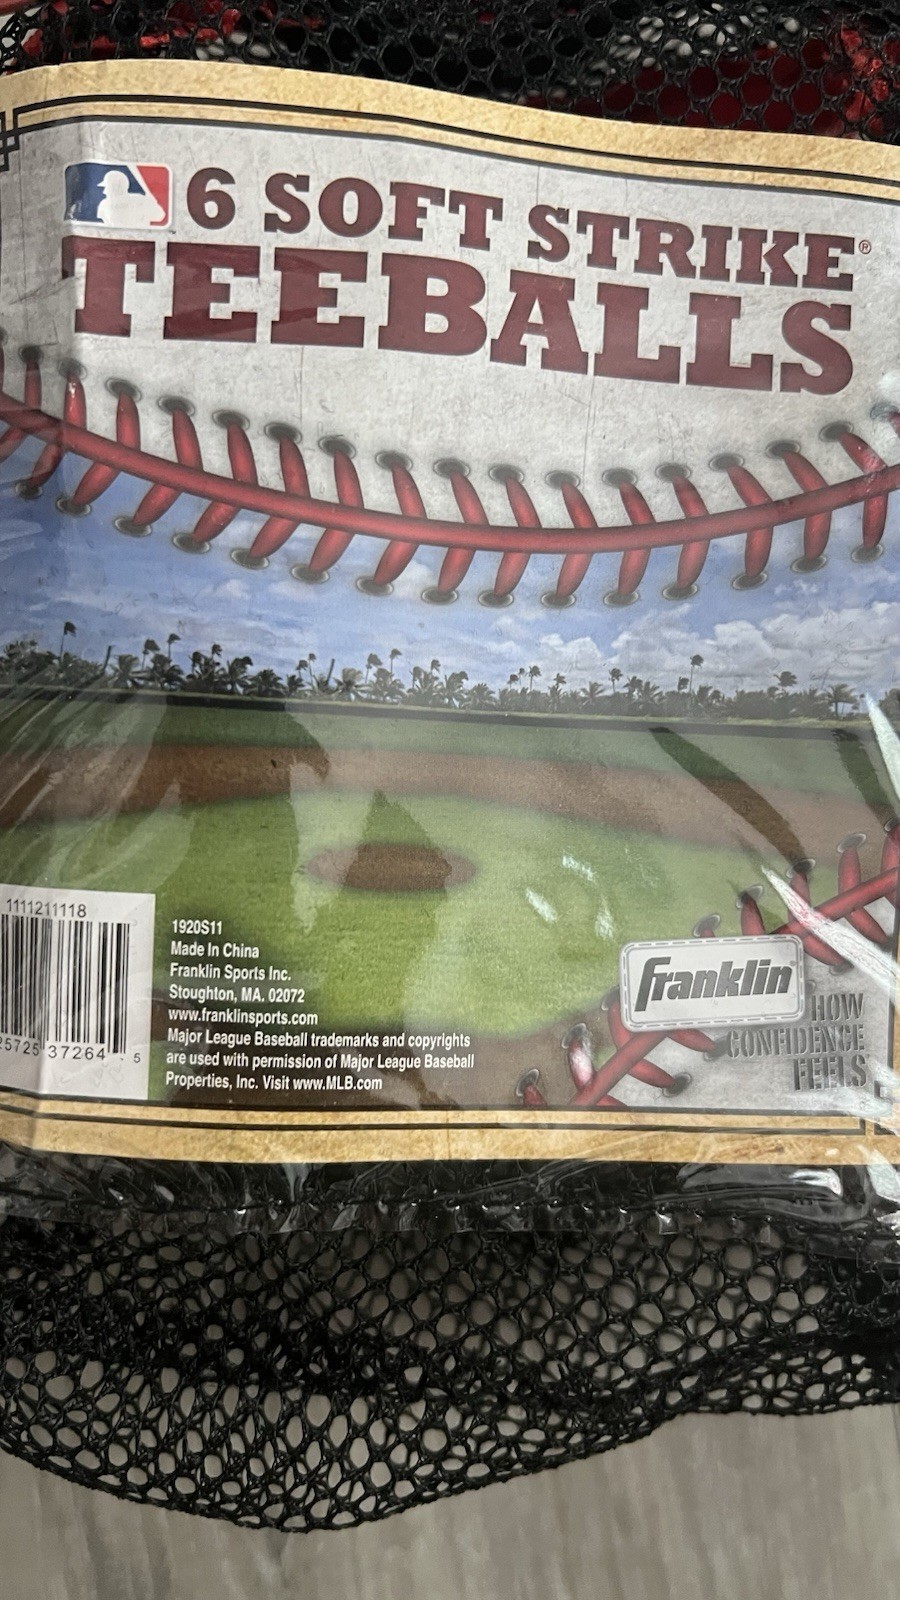 6 SOFT STRIKE®
TEEBALLS
1111211118
25725 37264 5
1920S11
Made In China
Franklin Sports Inc.
Stoughton, MA. 02072
www.franklinsports.com
Major League Baseball trademarks and copyrights
are used with permission of Major League Baseball
Properties, Inc. Visit www.MLB.com
Franklin®
HOW
CONFIDENCE
FEELS